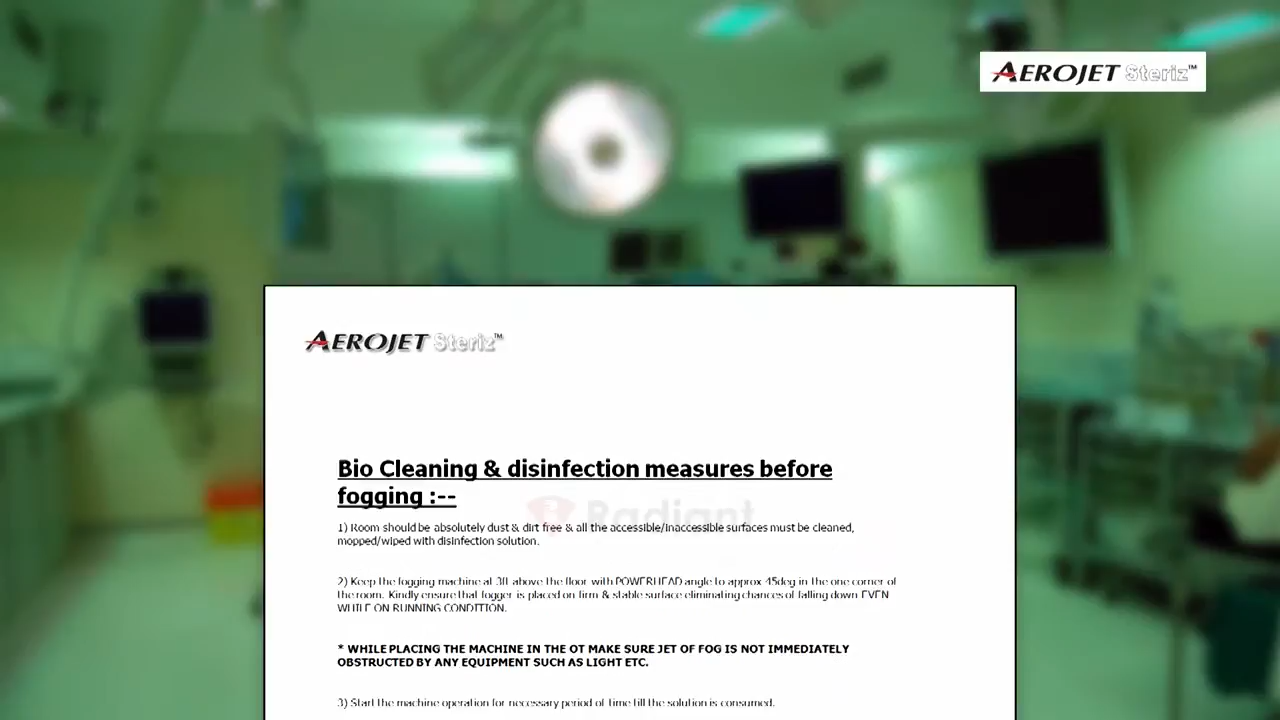 AEROJET Steriz™
AEROJET Steriz™
Bio Cleaning & disinfection measures before
fogging :--
Radiant
1) Room should be absolutely dust & dirt free & all the accessible/inaccessible surfaces must be cleaned,
mopped/wiped with disinfection solution.
2) Keep the fogging machine at 3ft above the floor with POWERHEAD angle to approx 45deg in the one corner of
the room. Kindly ensure that fogger is placed on firm & stable surface eliminating chances of falling down EVEN
WHILE ON RUNNING CONDITION.
* WHILE PLACING THE MACHINE IN THE OT MAKE SURE JET OF FOG IS NOT IMMEDIATELY
OBSTRUCTED BY ANY EQUIPMENT SUCH AS LIGHT ETC.
3) Start the machine operation for necessary period of time till the solution is consumed.